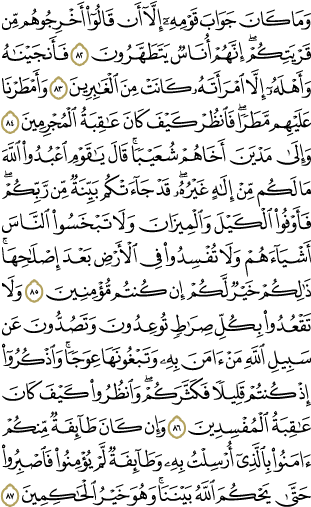 وَمَا كَانَ جَوَابَ قَوْمِهِۦٓ إِلَّآ أَن قَالُوٓا۟ أَخْرِجُوهُم مِّن
قَرْيَتِكُمْ ۖ إِنَّهُمْ أُنَاسٌ يَتَطَهَّرُونَ ٨٢ فَأَنجَيْنَـٰهُ
وَأَهْلَهُۥٓ إِلَّا ٱمْرَأَتَهُۥ كَانَتْ مِنَ ٱلْغَـٰبِرِينَ ٨٣ وَأَمْطَرْنَا
عَلَيْهِم مَّطَرًا ۖ فَٱنظُرْ كَيْفَ كَانَ عَـٰقِبَةُ ٱلْمُجْرِمِينَ ٨٤
وَإِلَىٰ مَدْيَنَ أَخَاهُمْ شُعَيْبًا ۗ قَالَ يَـٰقَوْمِ ٱعْبُدُوا۟ ٱللَّهَ
مَا لَكُم مِّنْ إِلَـٰهٍ غَيْرُهُۥ ۖ قَدْ جَآءَتْكُم بَيِّنَةٌ مِّن رَّبِّكُمْ ۖ
فَأَوْفُوا۟ ٱلْكَيْلَ وَٱلْمِيزَانَ وَلَا تَبْخَسُوا۟ ٱلنَّاسَ
أَشْيَآءَهُمْ وَلَا تُفْسِدُوا۟ فِى ٱلْأَرْضِ بَعْدَ إِصْلَـٰحِهَا ۚ
ذَٰلِكُمْ خَيْرٌ لَّكُمْ إِن كُنتُم مُّؤْمِنِينَ ٨٥ وَلَا
تَقْعُدُوا۟ بِكُلِّ صِرَٰطٍ تُوعِدُونَ وَتَصُدُّونَ عَن
سَبِيلِ ٱللَّهِ مَنْ ءَامَنَ بِهِۦ وَتَبْغُونَهَا عِوَجًا ۚ وَٱذْكُرُوٓا۟
إِذْ كُنتُمْ قَلِيلًا فَكَثَّرَكُمْ ۖ وَٱنظُرُوا۟ كَيْفَ كَانَ
عَـٰقِبَةُ ٱلْمُفْسِدِينَ ٨٦ وَإِن كَانَ طَآئِفَةٌ مِّنكُمْ
ءَامَنُوا۟ بِٱلَّذِىٓ أُرْسِلْتُ بِهِۦ وَطَآئِفَةٌ لَّمْ يُؤْمِنُوا۟ فَٱصْبِرُوا۟
حَتَّىٰ يَحْكُمَ ٱللَّهُ بَيْنَنَا ۚ وَهُوَ خَيْرُ ٱلْحَـٰكِمِينَ ٨٧